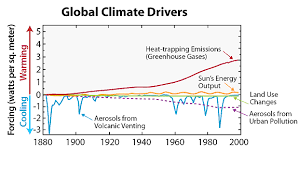 Global Climate Drivers
Forcing (watts per sq. meter)
Warming
Cooling
5
4
3
2
1
0
-1
-2
-3
Heat-trapping Emissions
(Greenhouse Gases)
Sun's Energy
Output
Land Use
Changes
Aerosols from
Urban Pollution
Aerosols from
Volcanic Venting
1880
1900
1920
1940
1960
1980
2000